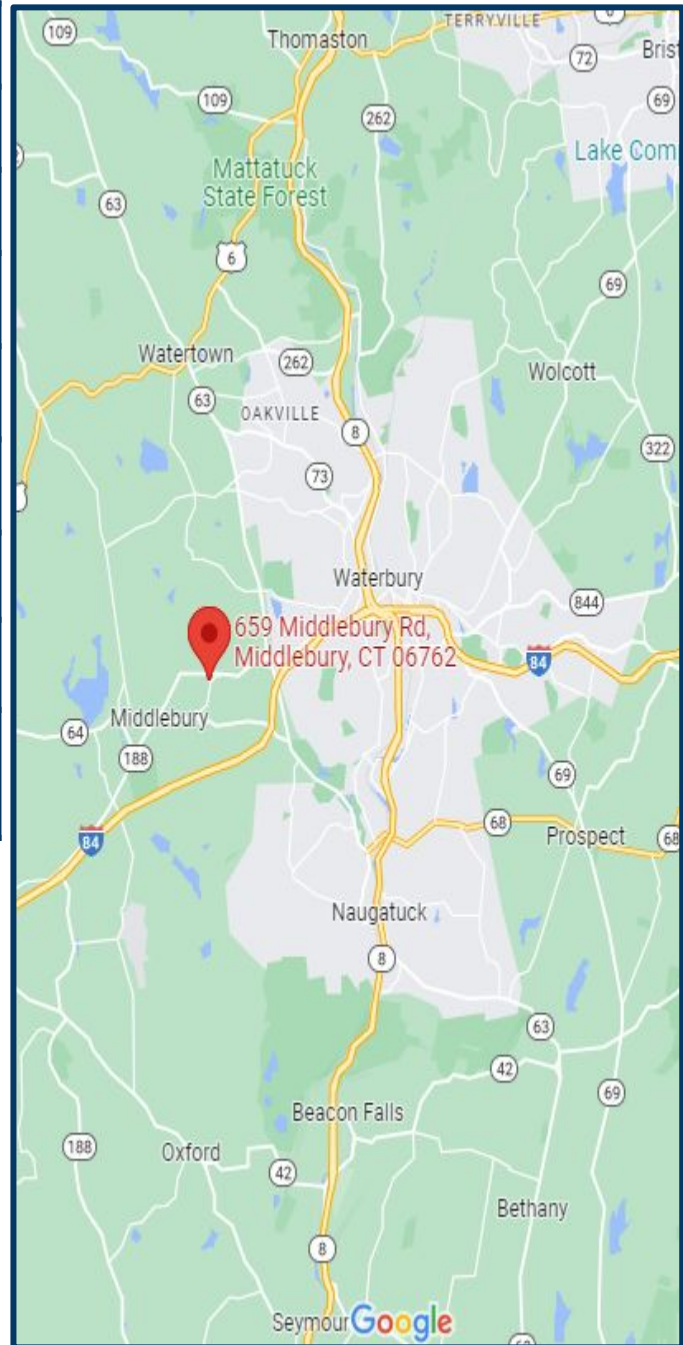 TERRYVILLE
6
109
Thomaston
72
Brist
109
262
69
Lake Com
Mattatuck
State Forest
63
6
69
Watertown
262
Wolcott
63
OAKVILLE
8
322
73
Waterbury
844
659 Middlebury Rd,
Middlebury, CT 06762
84
Middlebury
64
188
69
68
Prospect
68
84
Naugatuck
8
63
42
69
Beacon Falls
188
Oxford
42
Bethany
8
Seymour
Google